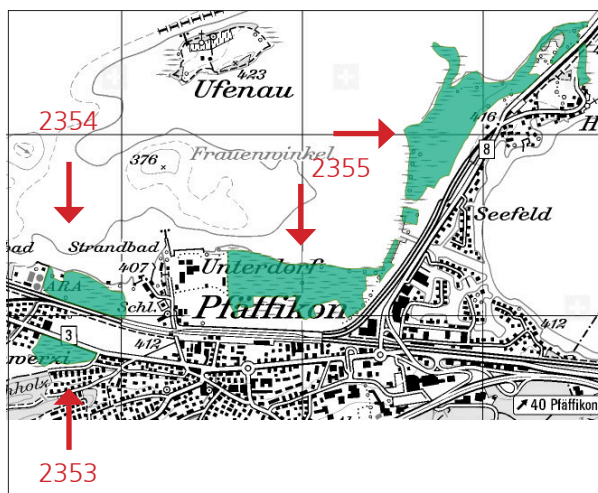 423
Ufenau
2354
416
H
Frauenwinkel
2355
8
376
Seefeld
bad
Strandbad
407
Unterdorf
ARA
Pfäffikon
Schl.
3
412
412
kholx
40 Pfäffikon
2353